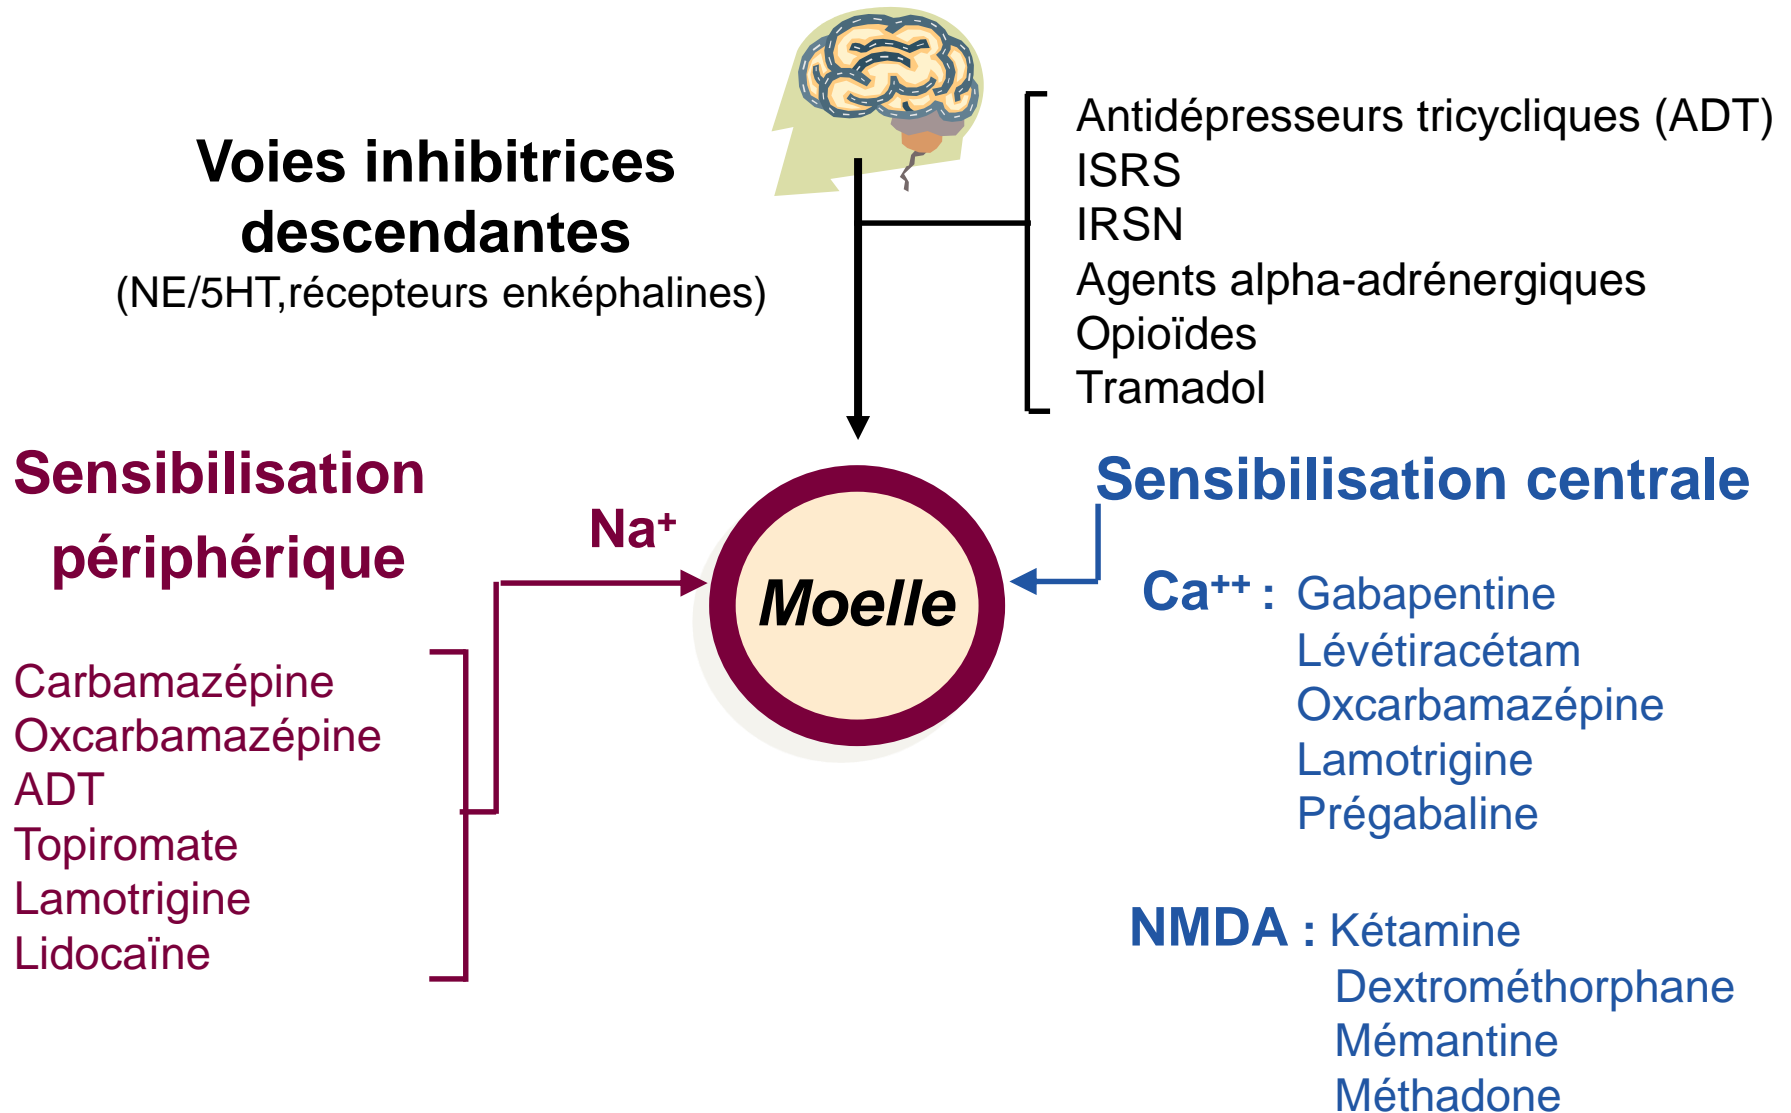 Voies inhibitrices
descendantes
(NE/5HT,récepteurs enképhalines)
Antidépresseurs tricycliques (ADT)
ISRS
IRSN
Agents alpha-adrénergiques
Opioïdes
Tramadol
Sensibilisation
périphérique
Na⁺
Carbamazépine
Oxcarbamazépine
ADT
Topiromate
Lamotrigine
Lidocaïne
Moelle
Sensibilisation centrale
Ca⁺⁺ : Gabapentine
Lévétiracétam
Oxcarbamazépine
Lamotrigine
Prégabaline
NMDA : Kétamine
Dextrométhorphane
Mémantine
Méthadone